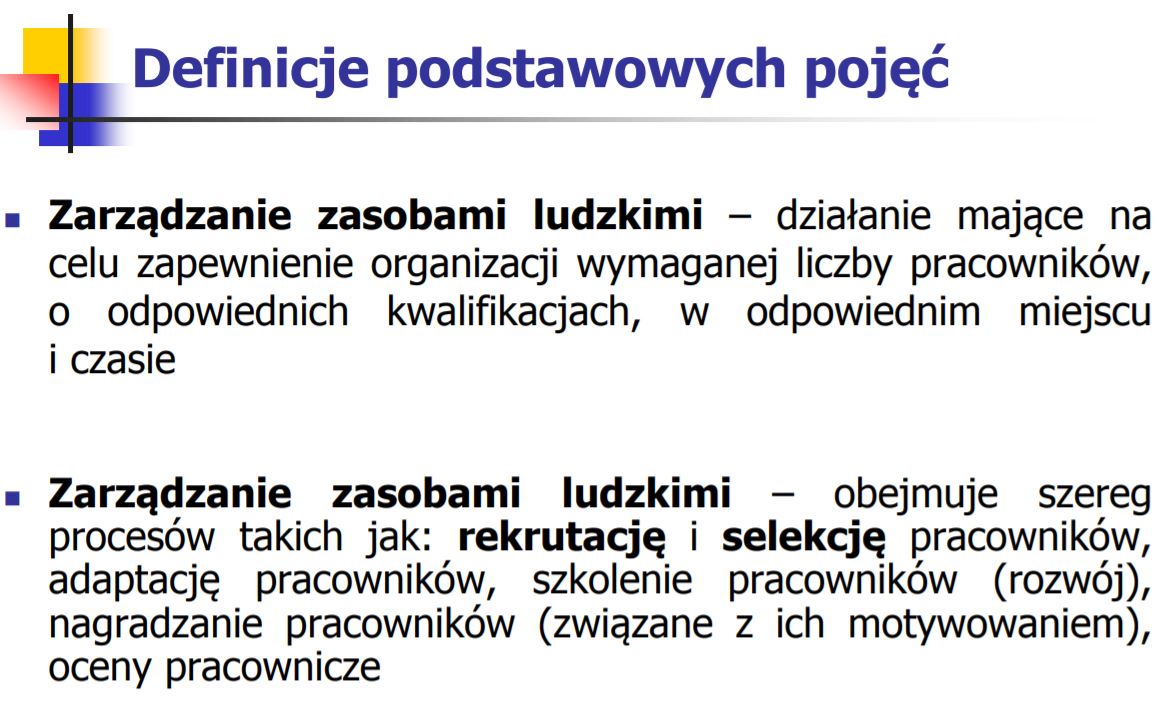 Definicje podstawowych pojęć
Zarządzanie zasobami ludzkimi – działanie mające na
celu zapewnienie organizacji wymaganej liczby pracowników,
o odpowiednich kwalifikacjach, w odpowiednim miejscu
i czasie
Zarządzanie zasobami ludzkimi – obejmuje szereg
procesów takich jak: rekrutację i selekcję pracowników,
adaptację pracowników, szkolenie pracowników (rozwój),
nagradzanie pracowników (związane z ich motywowaniem),
oceny pracownicze